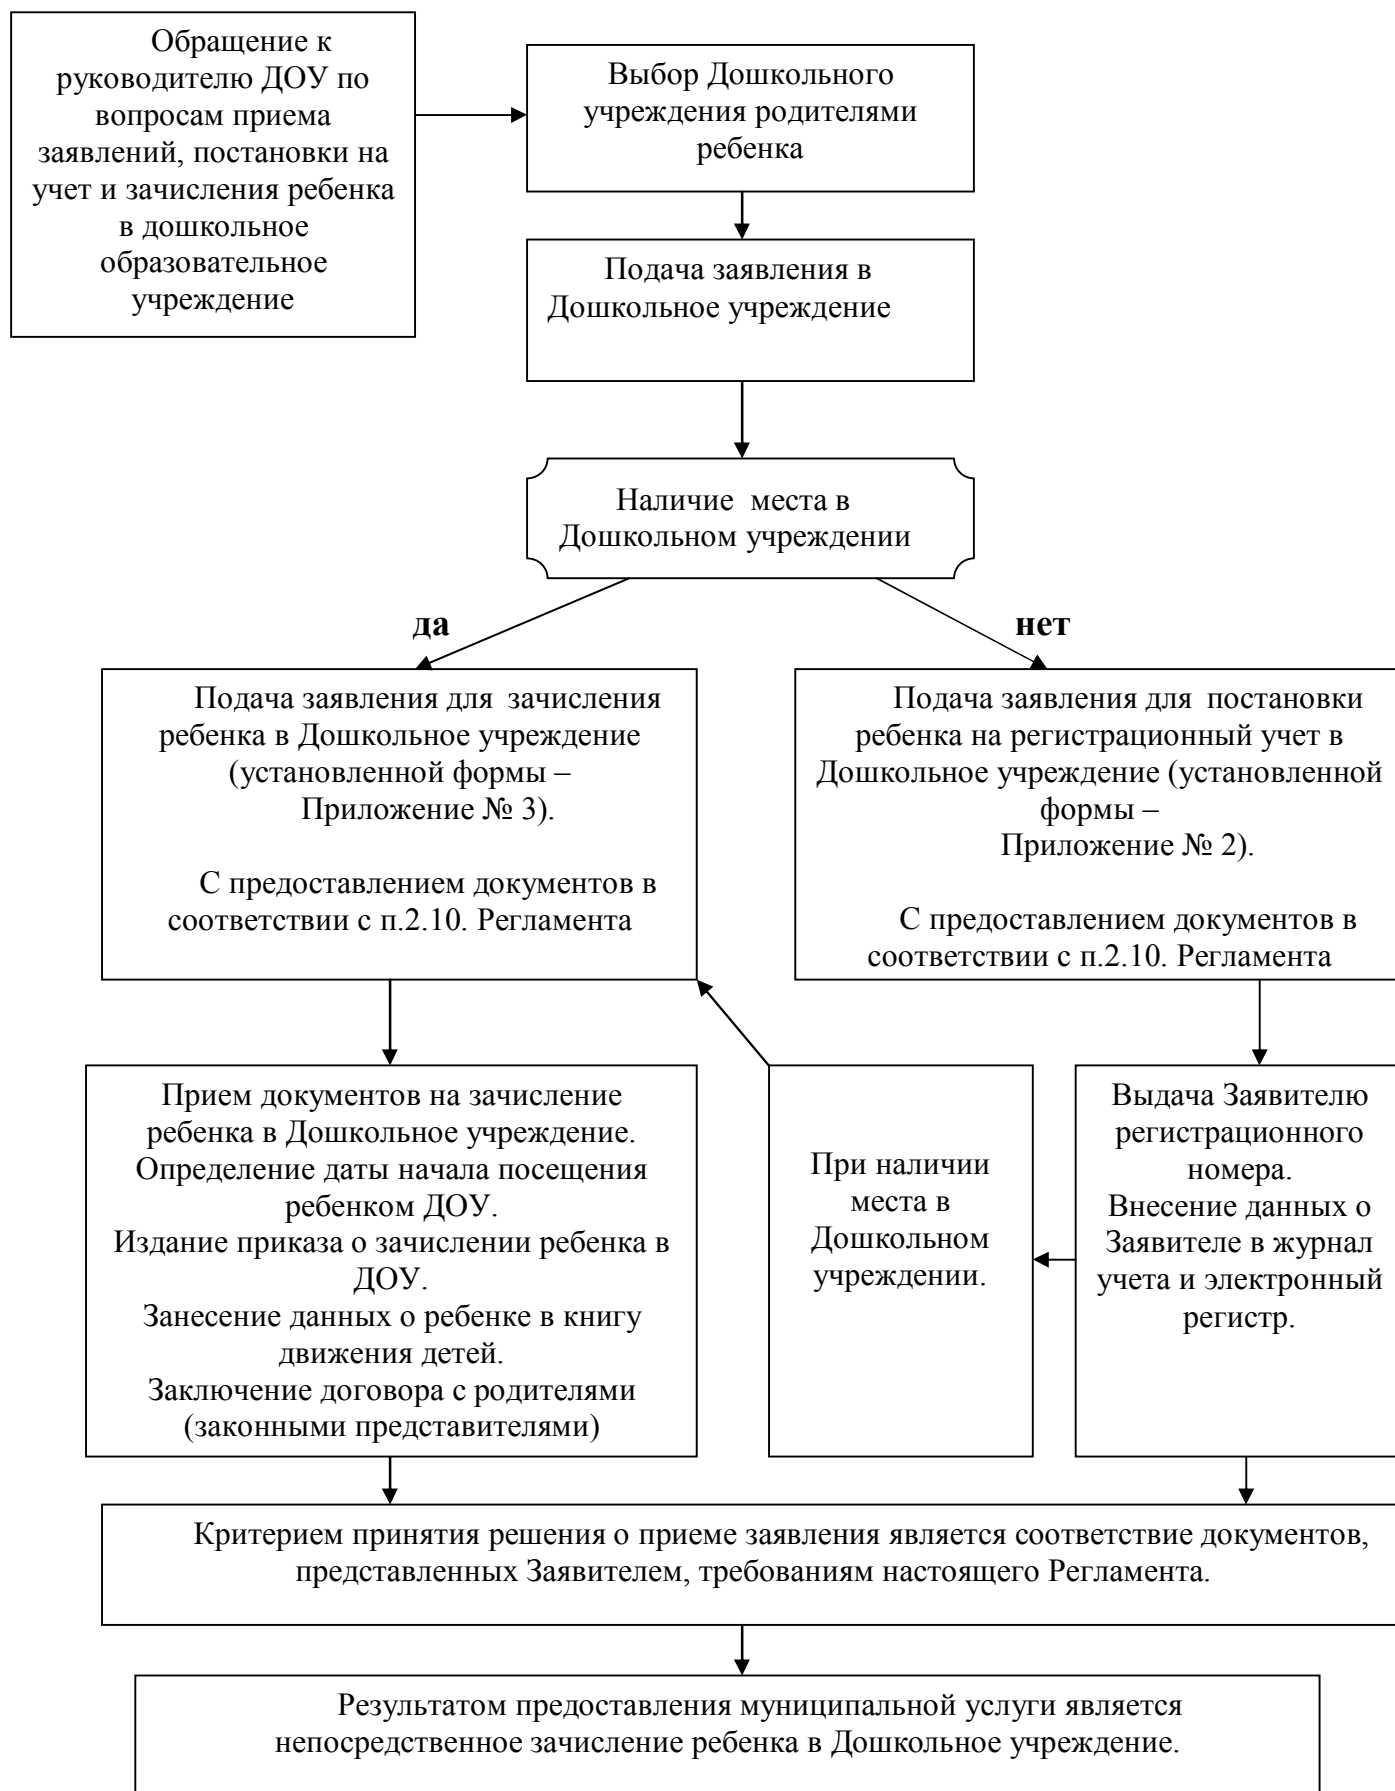 Обращение к
руководителю ДОУ по
вопросам приема
заявлений, постановки на
учет и зачисления ребенка
в дошкольное
образовательное
учреждение
Выбор Дошкольного
учреждения родителями
ребенка
Подача заявления в
Дошкольное учреждение
Наличие места в
Дошкольном учреждении
да
нет
Подача заявления для зачисления
ребенка в Дошкольное учреждение
(установленной формы –
Приложение № 3).
С предоставлением документов в
соответствии с п.2.10. Регламента
Подача заявления для постановки
ребенка на регистрационный учет в
Дошкольное учреждение (установленной
формы –
Приложение № 2).
С предоставлением документов в
соответствии с п.2.10. Регламента
Прием документов на зачисление
ребенка в Дошкольное учреждение.
Определение даты начала посещения
ребенком ДОУ.
Издание приказа о зачислении ребенка в
ДОУ.
Занесение данных о ребенке в книгу
движения детей.
Заключение договора с родителями
(законными представителями)
При наличии
места в
Дошкольном
учреждении.
Выдача Заявителю
регистрационного
номера.
Внесение данных о
Заявителе в журнал
учета и электронный
регистр.
Критерием принятия решения о приеме заявления является соответствие документов,
представленных Заявителем, требованиям настоящего Регламента.
Результатом предоставления муниципальной услуги является
непосредственное зачисление ребенка в Дошкольное учреждение.